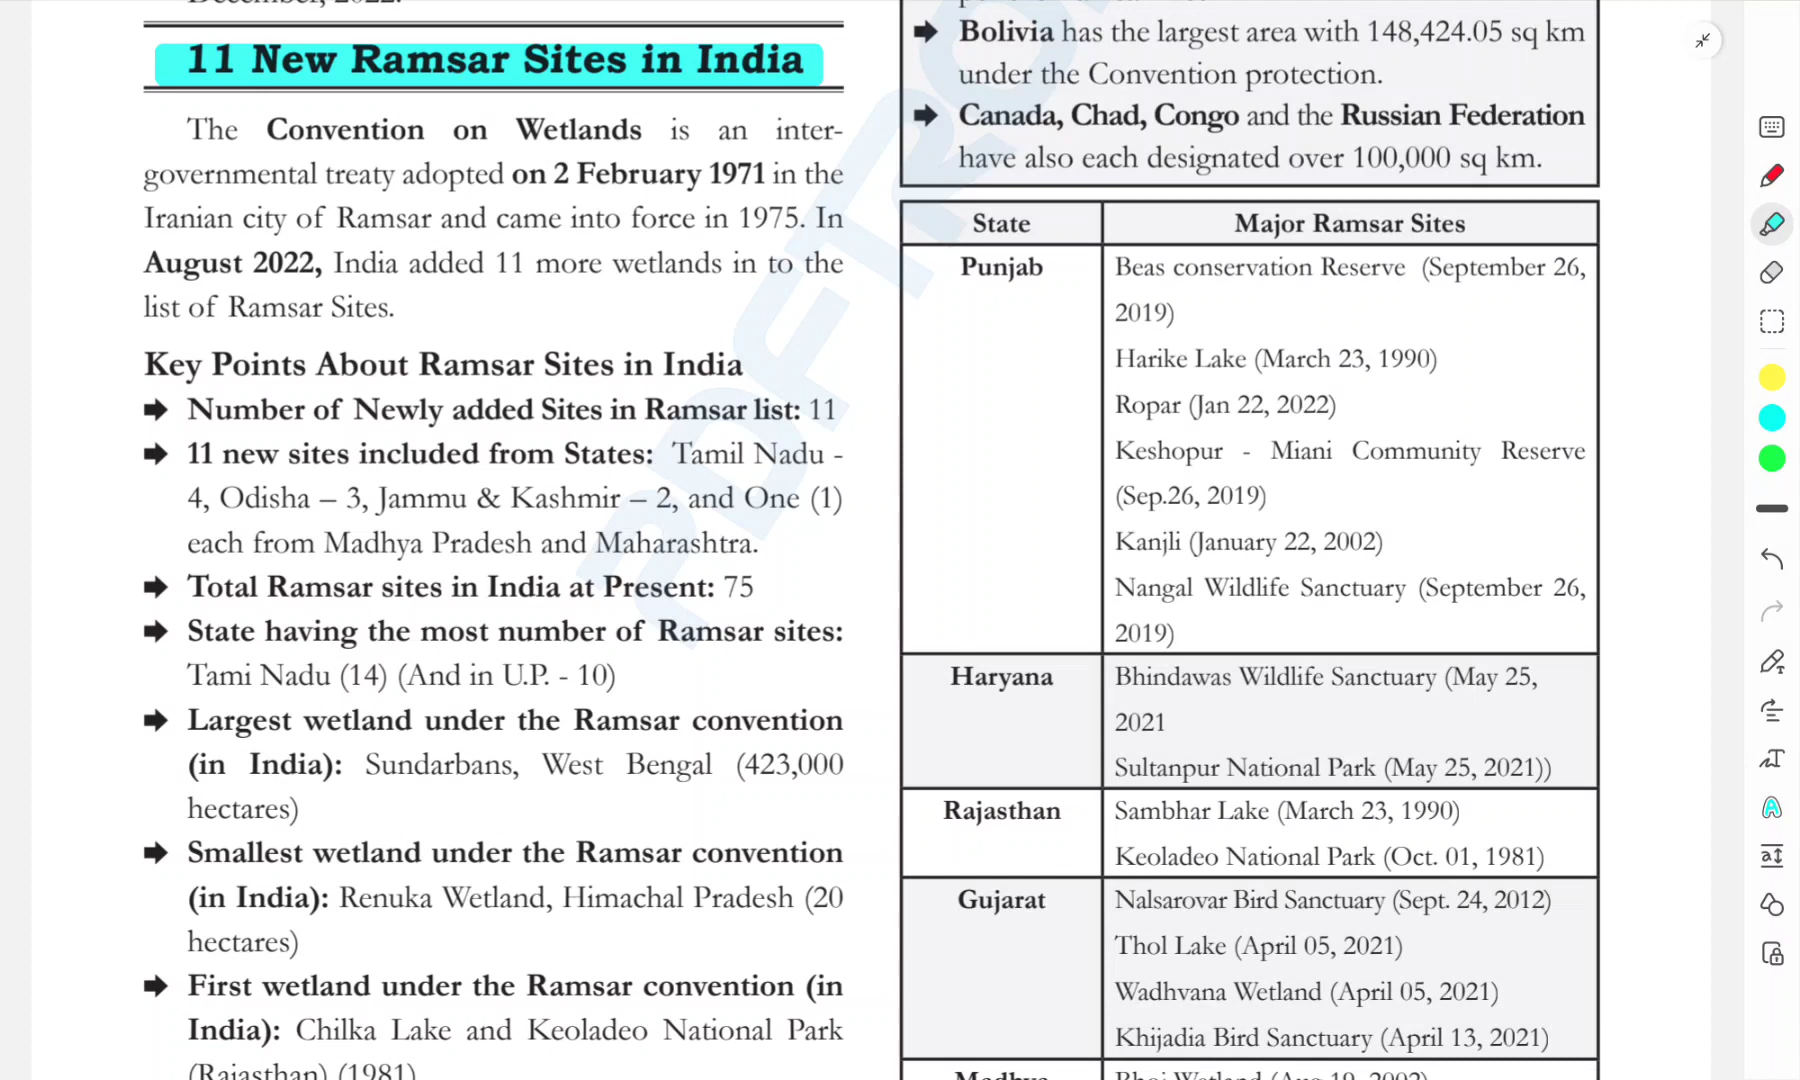 December, 2022.
11 New Ramsar Sites in India
The Convention on Wetlands is an inter-
governmental treaty adopted on 2 February 1971 in the
Iranian city of Ramsar and came into force in 1975. In
August 2022, India added 11 more wetlands in to the
list of Ramsar Sites.
Key Points About Ramsar Sites in India
Number of Newly added Sites in Ramsar list: 11
11 new sites included from States: Tamil Nadu -
4, Odisha – 3, Jammu & Kashmir – 2, and One (1)
each from Madhya Pradesh and Maharashtra.
Total Ramsar sites in India at Present: 75
State having the most number of Ramsar sites:
Tami Nadu (14) (And in U.P. - 10)
Largest wetland under the Ramsar convention
(in India): Sundarbans, West Bengal (423,000
hectares)
Smallest wetland under the Ramsar convention
(in India): Renuka Wetland, Himachal Pradesh (20
hectares)
First wetland under the Ramsar convention (in
India): Chilka Lake and Keoladeo National Park
(Rajasthan) (1981)
Bolivia has the largest area with 148,424.05 sq km
under the Convention protection.
Canada, Chad, Congo and the Russian Federation
have also each designated over 100,000 sq km.
State Major Ramsar Sites
Punjab Beas conservation Reserve (September 26,
2019)
Harike Lake (March 23, 1990)
Ropar (Jan 22, 2022)
Keshopur - Miani Community Reserve
(Sep.26, 2019)
Kanjli (January 22, 2002)
Nangal Wildlife Sanctuary (September 26,
2019)
Haryana Bhindawas Wildlife Sanctuary (May 25,
2021
Sultanpur National Park (May 25, 2021))
Rajasthan Sambhar Lake (March 23, 1990)
Keoladeo National Park (Oct. 01, 1981)
Gujarat Nalsarovar Bird Sanctuary (Sept. 24, 2012)
Thol Lake (April 05, 2021)
Wadhvana Wetland (April 05, 2021)
Khijadia Bird Sanctuary (April 13, 2021)
Madhya Bhoj Wetland (Aug 19, 2002)